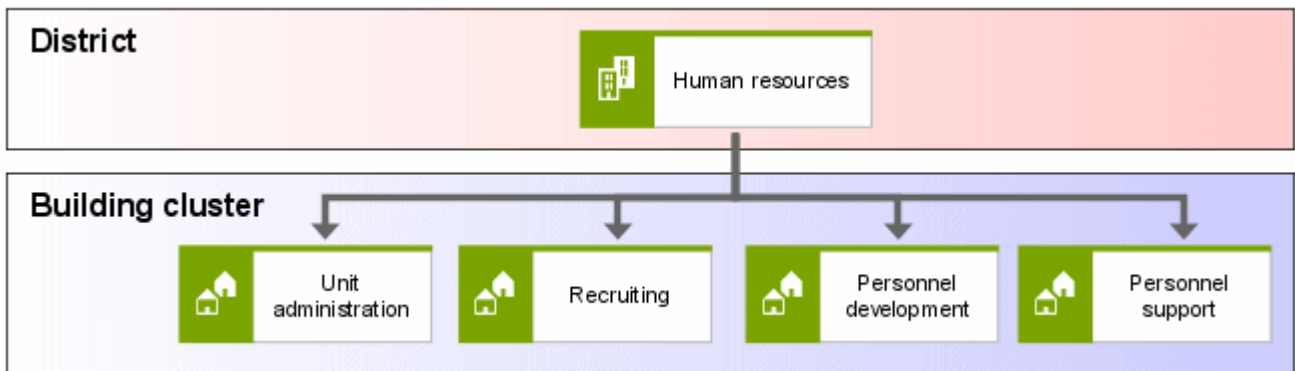 District
Human resources
Building cluster
Unit
administration
Recruiting
Personnel
development
Personnel
support